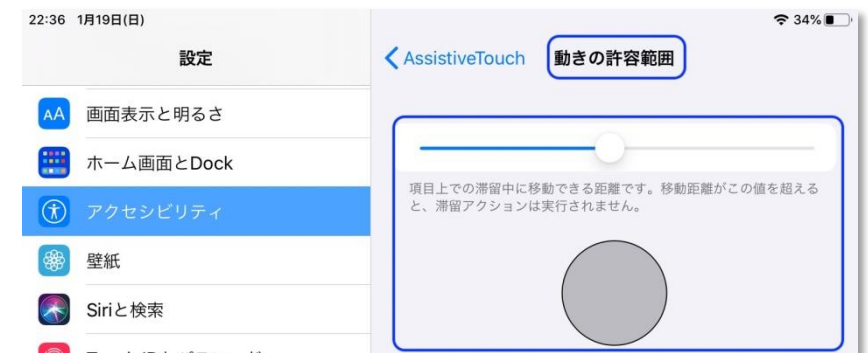 22:36 1月19日(日)
34%
設定
AssistiveTouch 動きの許容範囲
AA 画面表示と明るさ
ホーム画面とDock
アクセシビリティ
壁紙
Siriと検索
項目上での滞留中に移動できる距離です。移動距離がこの値を超える
と、滞留アクションは実行されません。